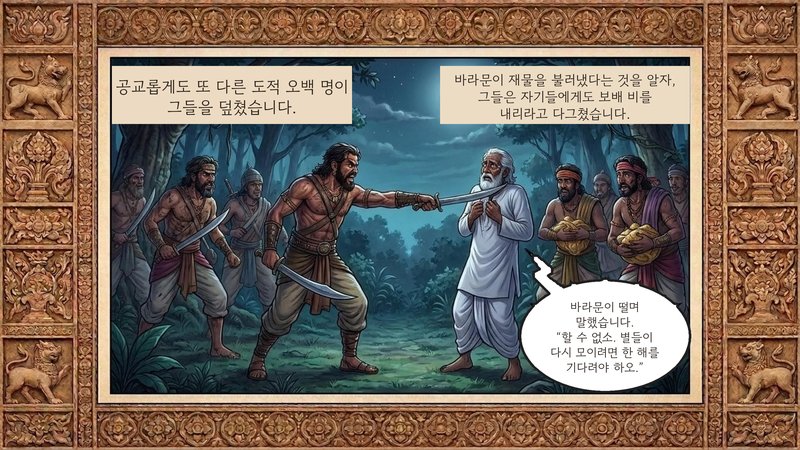 공교롭게도 또 다른 도적 오백 명이
그들을 덮쳤습니다.
바라문이 재물을 불러냈다는 것을 알자,
그들은 자기들에게도 보배 비를
내리라고 다그쳤습니다.
바라문이 떨며
말했습니다.
“할 수 없소. 별들이
다시 모이려면 한 해를
기다려야 하오.”